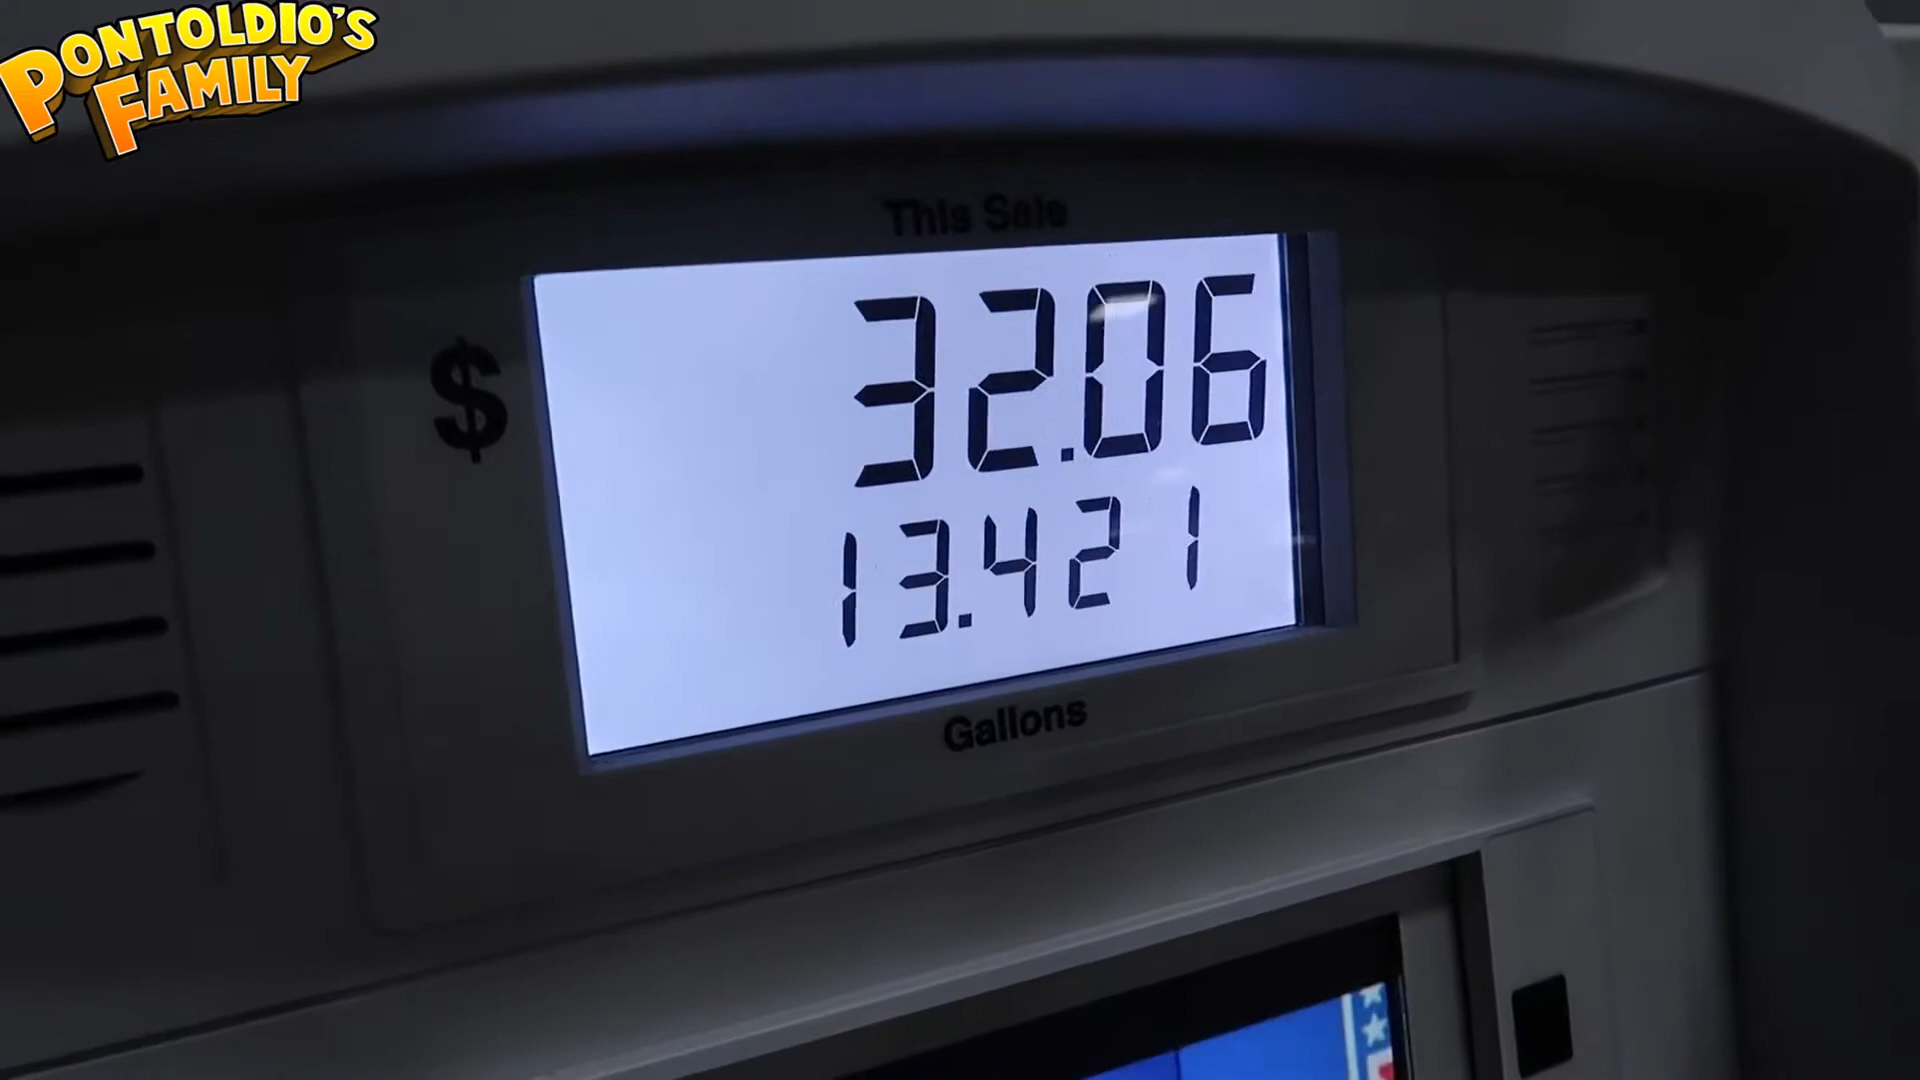 PONTOLDIO'S
FAMILY
This Sale
$ 32.06
13.421
Gallons